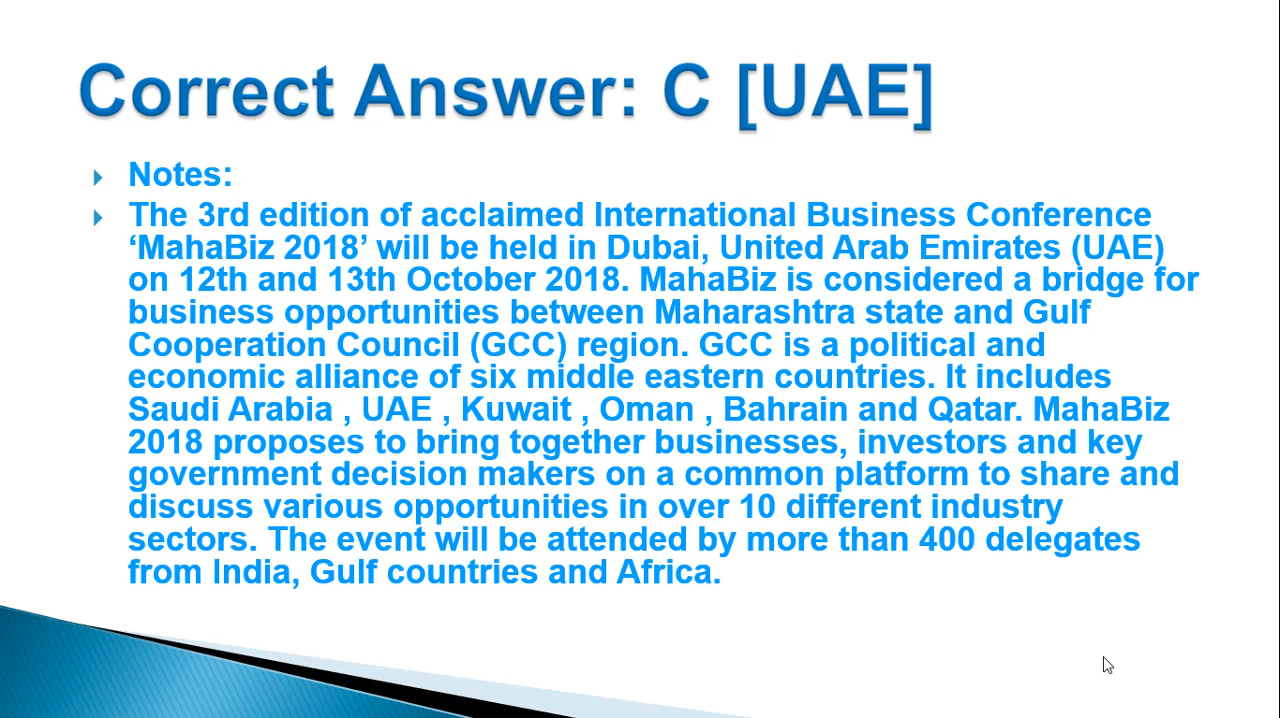 Correct Answer: C [UAE]
Notes:
The 3rd edition of acclaimed International Business Conference
‘MahaBiz 2018’ will be held in Dubai, United Arab Emirates (UAE)
on 12th and 13th October 2018. MahaBiz is considered a bridge for
business opportunities between Maharashtra state and Gulf
Cooperation Council (GCC) region. GCC is a political and
economic alliance of six middle eastern countries. It includes
Saudi Arabia , UAE , Kuwait , Oman , Bahrain and Qatar. MahaBiz
2018 proposes to bring together businesses, investors and key
government decision makers on a common platform to share and
discuss various opportunities in over 10 different industry
sectors. The event will be attended by more than 400 delegates
from India, Gulf countries and Africa.